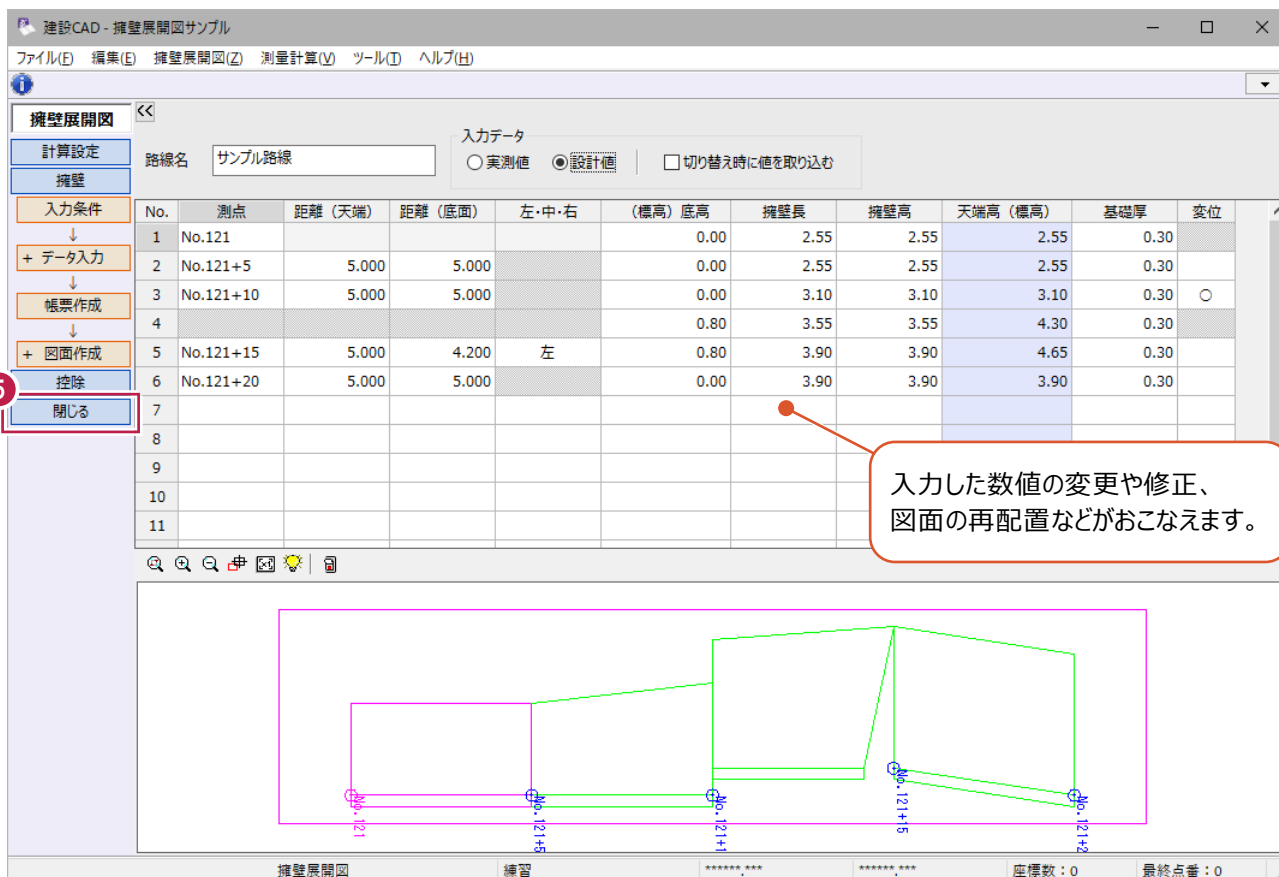 建設CAD - 擁壁展開図サンプル
ファイル(F) 編集(E) 擁壁展開図(Z) 測量計算(V) ツール(T) ヘルプ(H)
擁壁展開図
計算設定
擁壁
入力条件
↓
+ データ入力
↓
帳票作成
↓
+ 図面作成
控除
5
閉じる
<<
路線名 サンプル路線
入力データ
実測値 設計値 切り替え時に値を取り込む
No. 測点 距離（天端） 距離（底面） 左・中・右 （標高）底高 擁壁長 擁壁高 天端高（標高） 基礎厚 変位
1 No.121 0.00 2.55 2.55 2.55 0.30
2 No.121+5 5.000 5.000 0.00 2.55 2.55 2.55 0.30
3 No.121+10 5.000 5.000 0.00 3.10 3.10 3.10 0.30 ○
4 0.80 3.55 3.55 4.30 0.30
5 No.121+15 5.000 4.200 左 0.80 3.90 3.90 4.65 0.30
6 No.121+20 5.000 5.000 0.00 3.90 3.90 3.90 0.30
7
8
9
10
11
入力した数値の変更や修正、
図面の再配置などがおこなえます。
No.121
No.121+5
No.121+1
No.121+15
No.121+2
擁壁展開図 練習 ******.*** ******.*** 座標数：0 最終点番：0